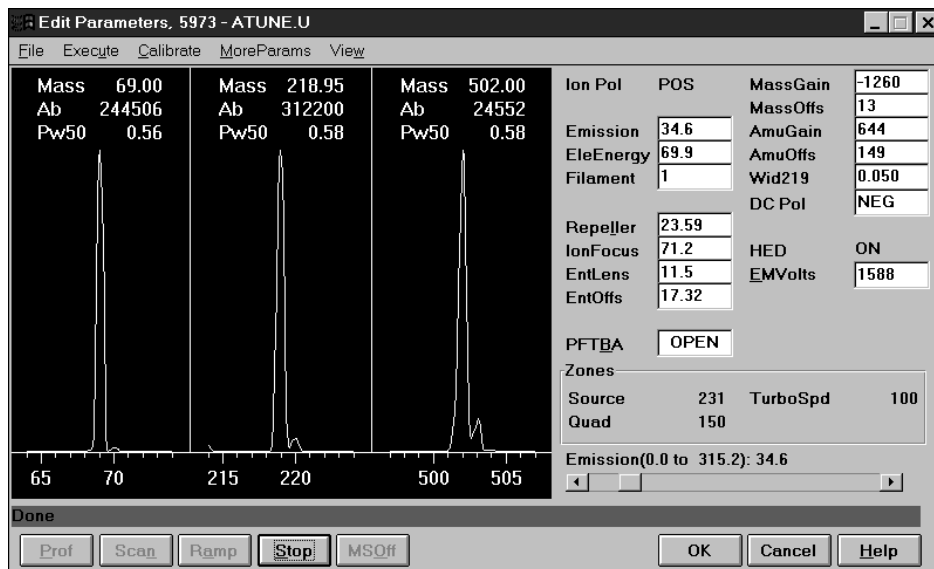 Edit Parameters, 5973 - ATUNE.U
File Execute Calibrate MoreParams View
Mass 69.00
Ab 244506
Pw50 0.56
Mass 218.95
Ab 312200
Pw50 0.58
Mass 502.00
Ab 24552
Pw50 0.58
65 70
215 220
500 505
Ion Pol POS
Emission 34.6
EleEnergy 69.9
Filament 1
Repeller 23.59
IonFocus 71.2
EntLens 11.5
EntOffs 17.32
PFTBA OPEN
MassGain -1260
MassOffs 13
AmuGain 644
AmuOffs 149
Wid219 0.050
DC Pol NEG
HED ON
EMVolts 1588
Zones
Source 231 TurboSpd 100
Quad 150
Emission(0.0 to 315.2): 34.6
Done
Prof Scan Ramp Stop MSOff OK Cancel Help